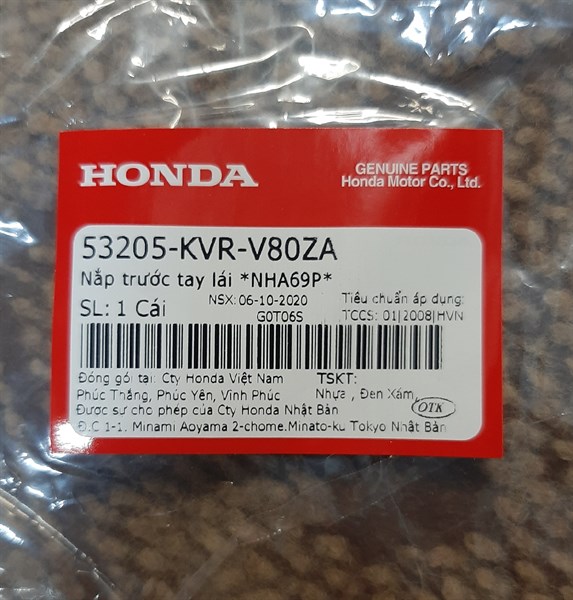 HONDA
GENUINE PARTS
Honda Motor Co., Ltd.
53205-KVR-V80ZA
Nắp trước tay lái *NHA69P*
SL: 1 Cái
NSX: 06-10-2020
G0T06S
Tiêu chuẩn áp dụng:
TCCS: 01|2008|HVN
Đóng gói tại: Cty Honda Việt Nam
Phúc Thắng, Phúc Yên, Vĩnh Phúc
Được sự cho phép của Cty Honda Nhật Bản
Đ.C 1-1. Minami Aoyama 2-chome.Minato-ku Tokyo Nhật Bản
TSKT:
Nhựa , Đen Xám,
OTK